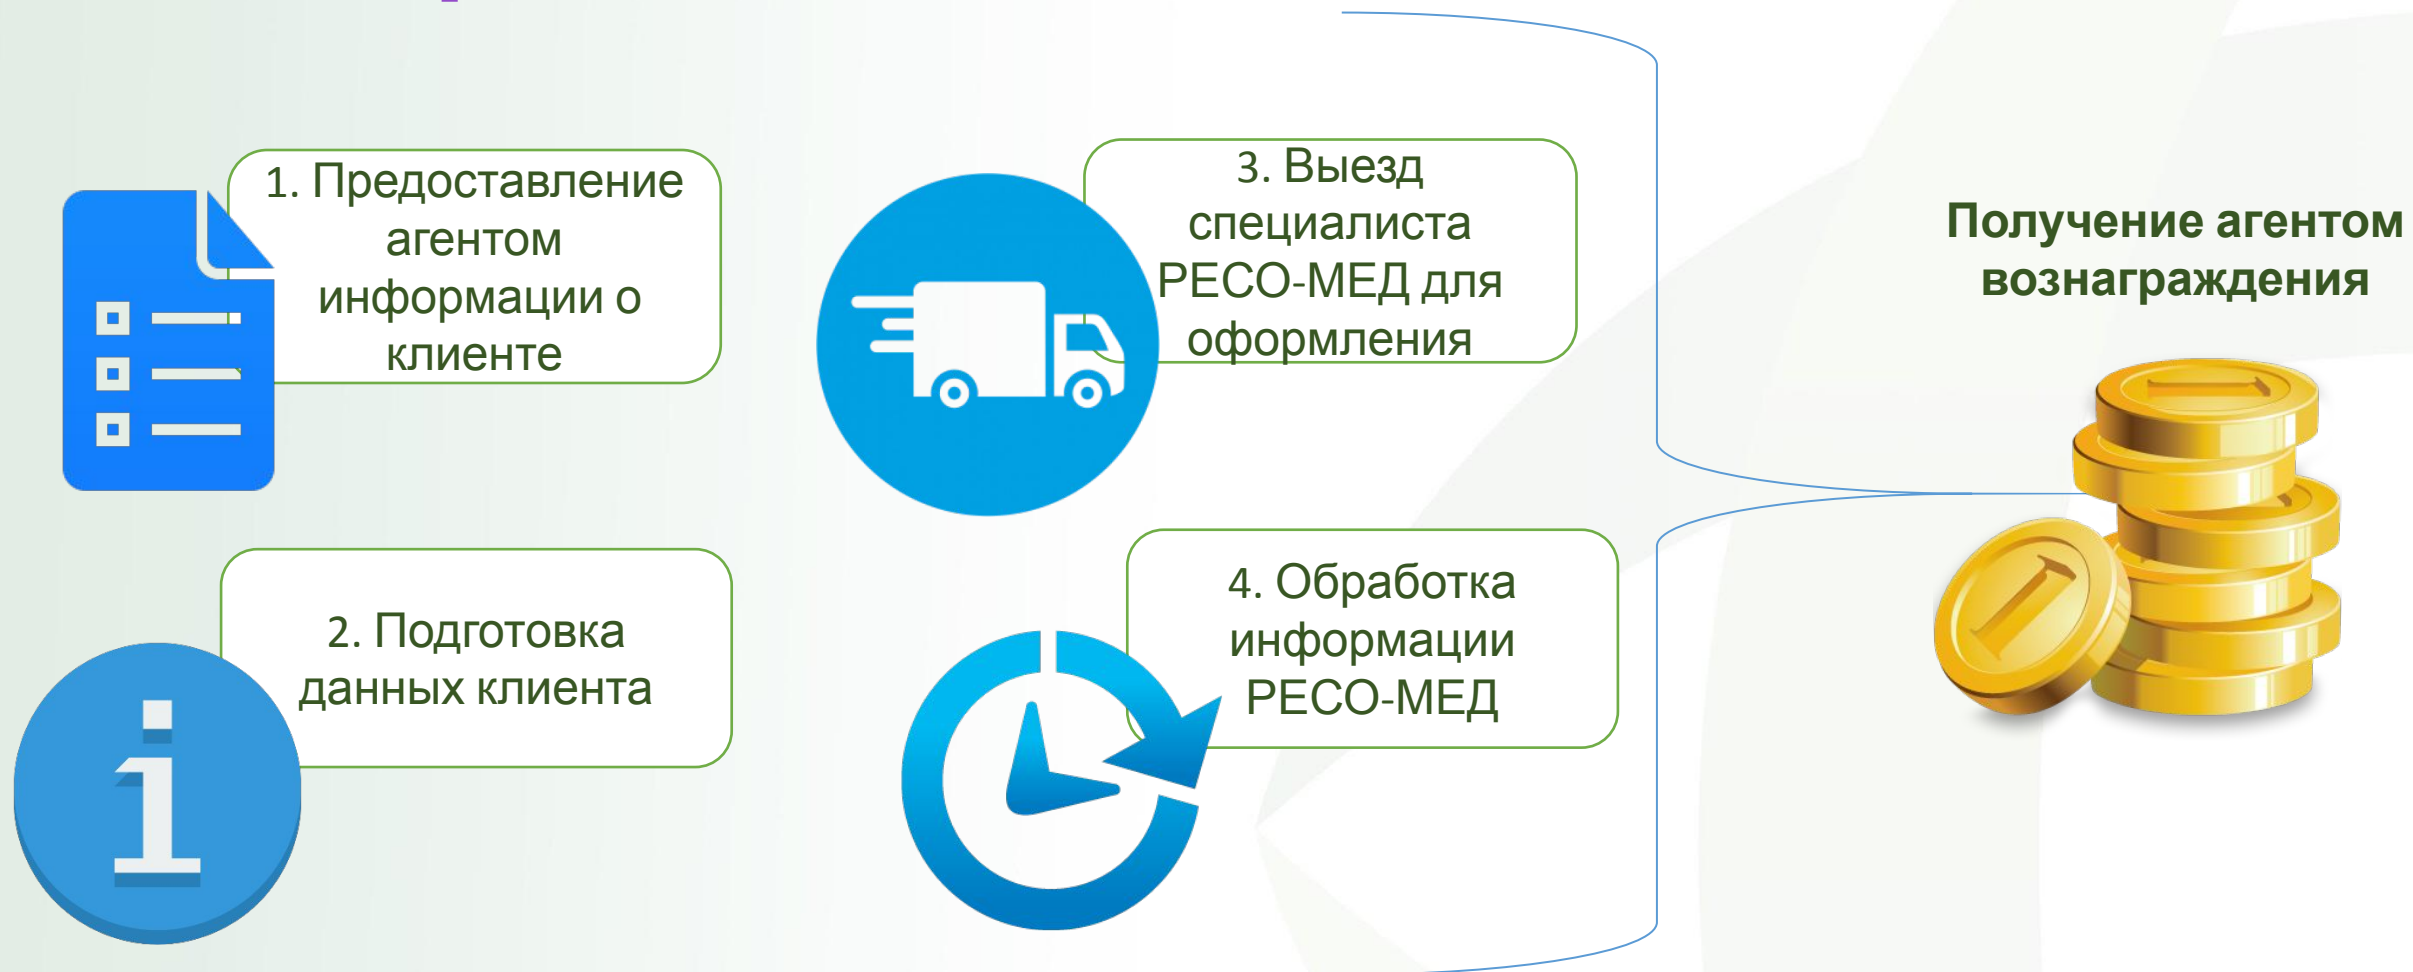 1. Предоставление
агентом
информации о
клиенте
2. Подготовка
данных клиента
3. Выезд
специалиста
РЕСО-МЕД для
оформления
4. Обработка
информации
РЕСО-МЕД
Получение агентом
вознаграждения